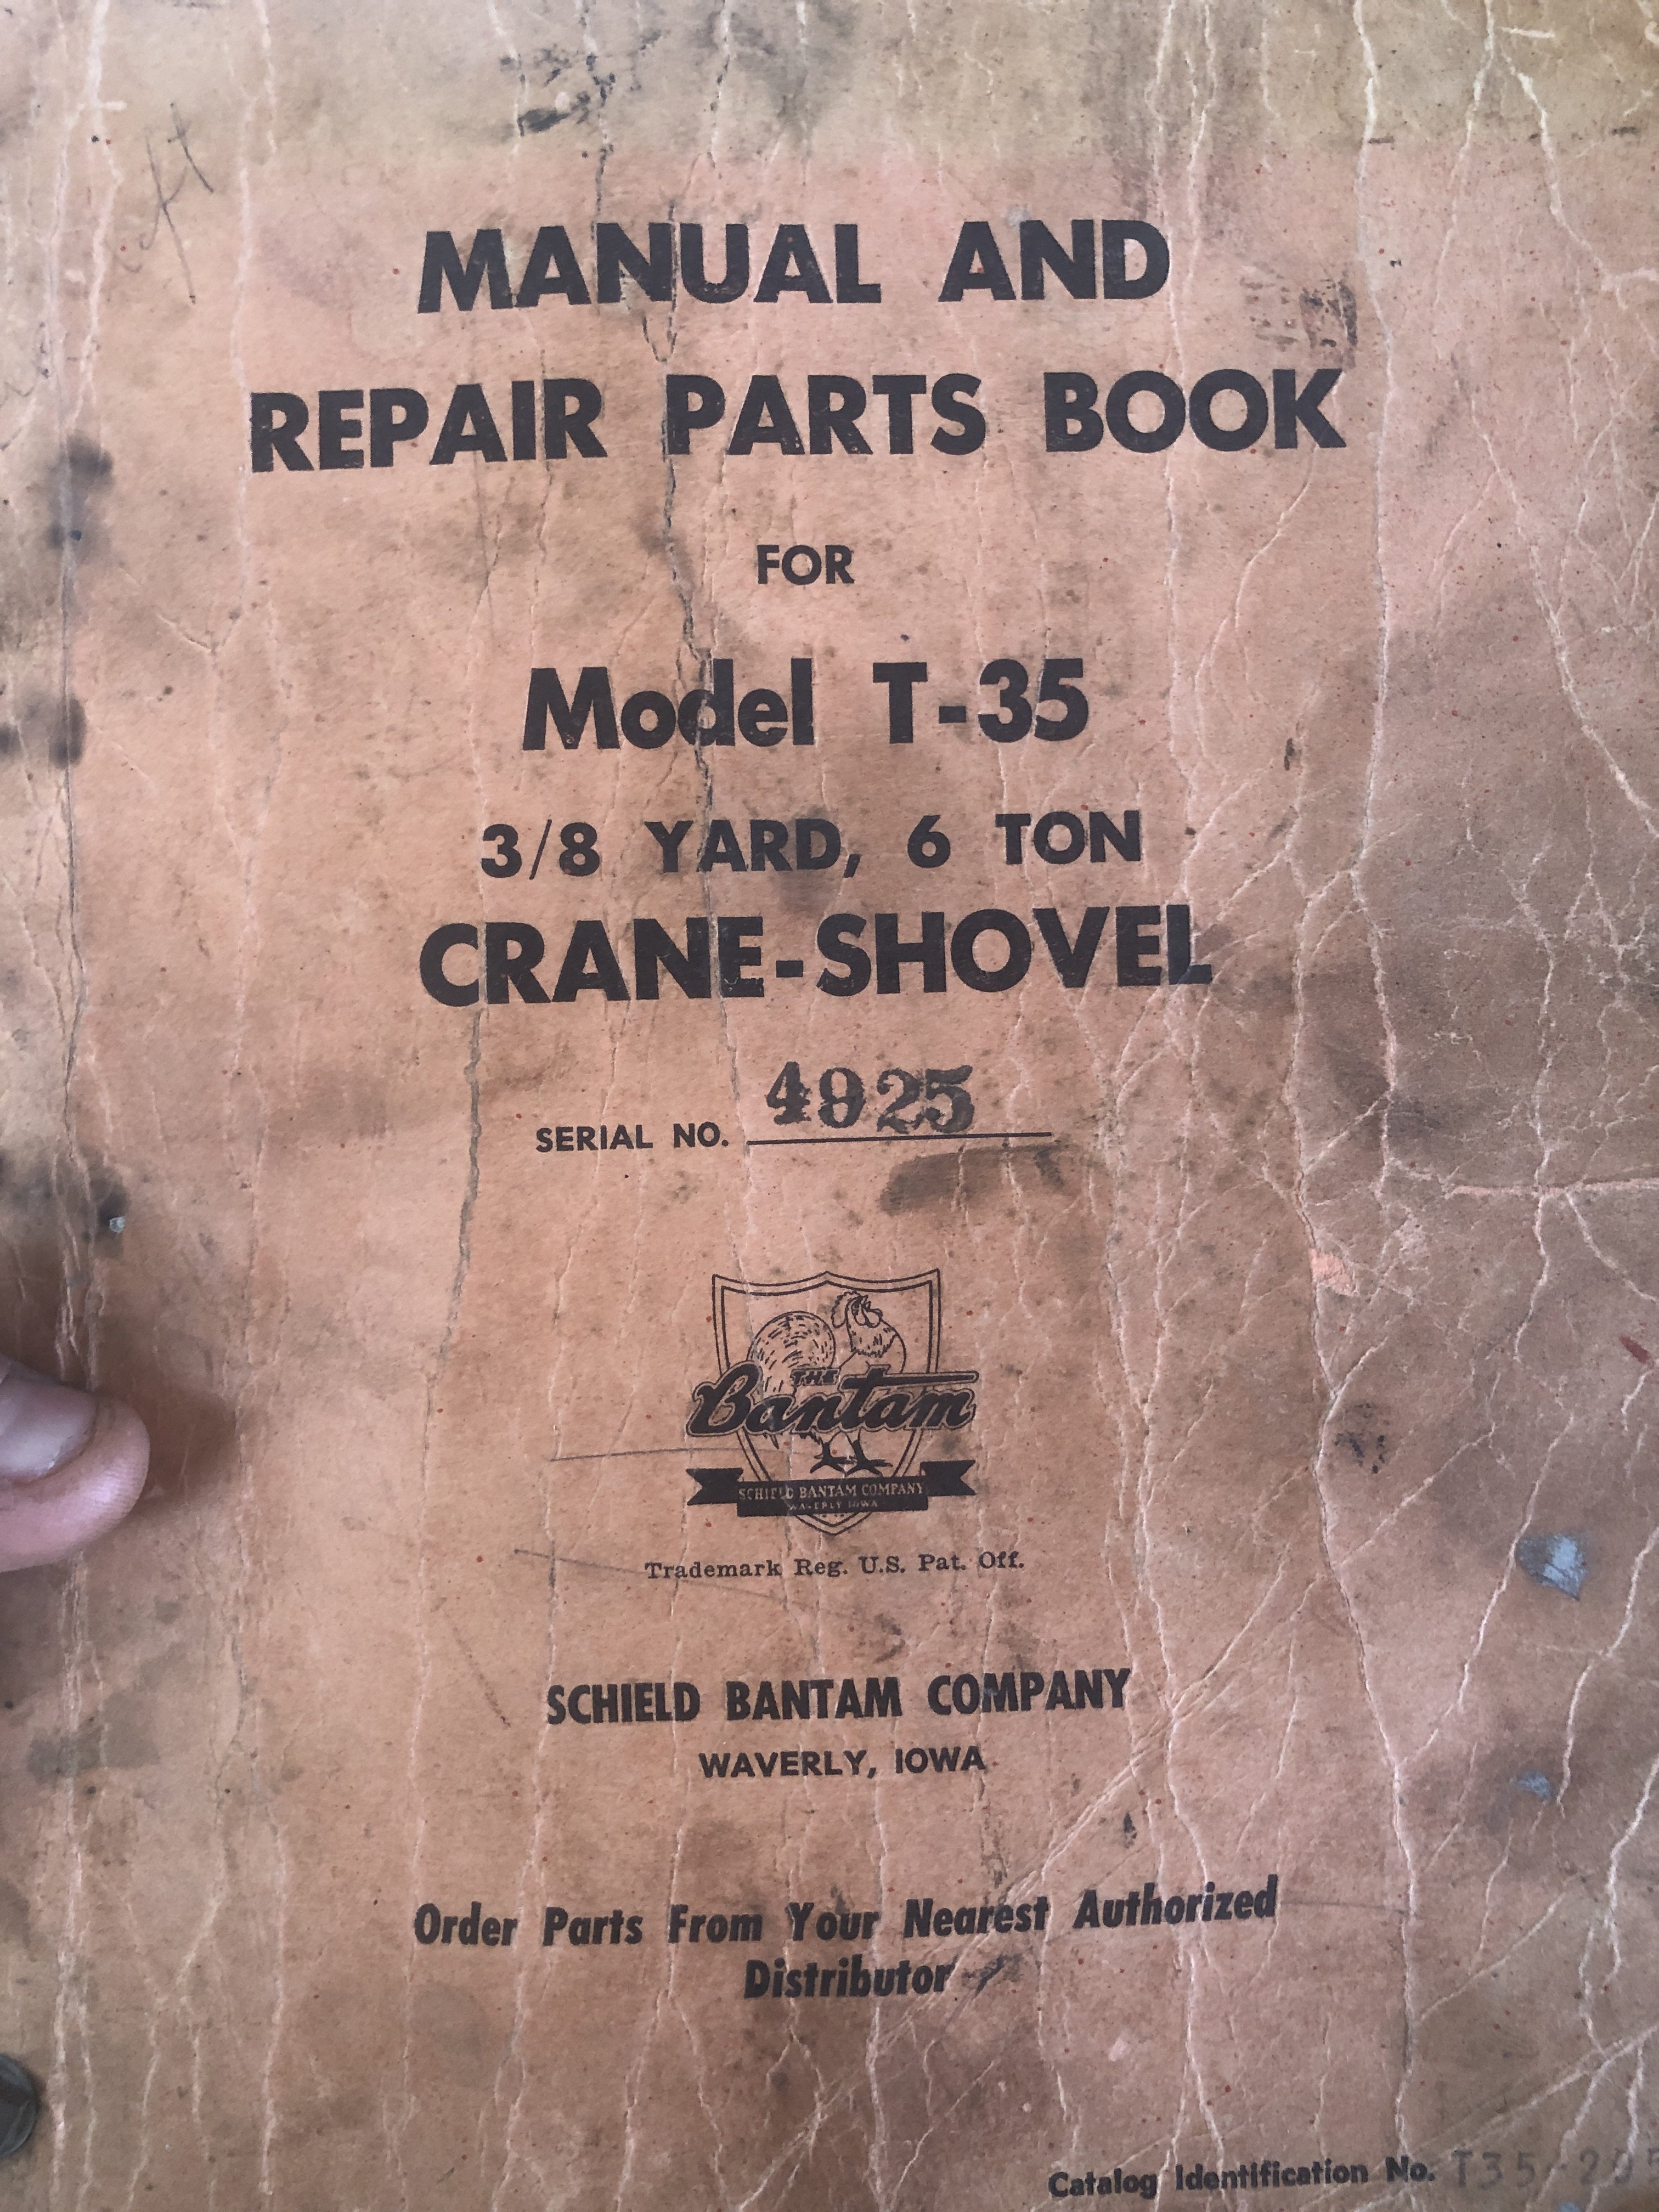 MANUAL AND
REPAIR PARTS BOOK
FOR
Model T-35
3/8 YARD, 6 TON
CRANE-SHOVEL
SERIAL NO. 4925
THE
Bantam
SCHIELD BANTAM COMPANY
WAVERLY IOWA
Trademark Reg. U.S. Pat. Off.
SCHIELD BANTAM COMPANY
WAVERLY, IOWA
Order Parts From Your Nearest Authorized
Distributor
Catalog Identification No. T35-205